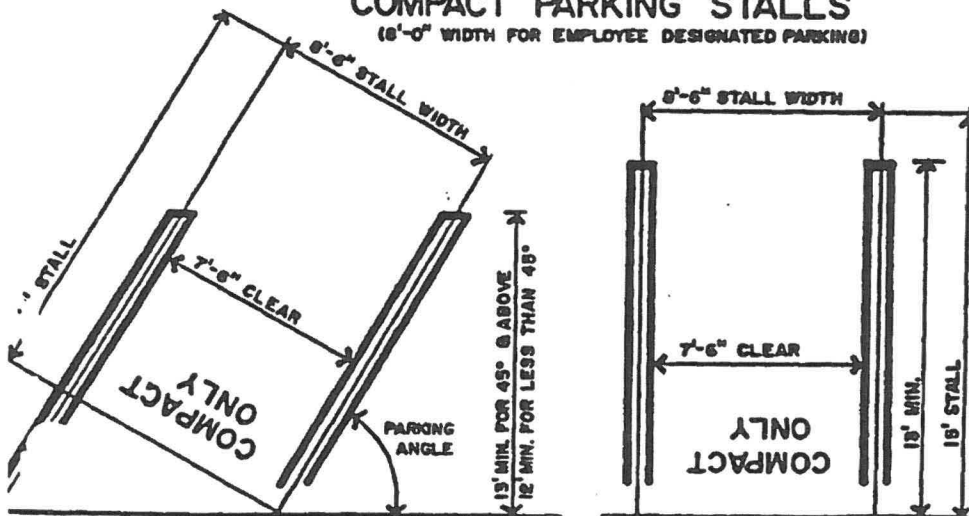 COMPACT PARKING STALLS
(8'-0" WIDTH FOR EMPLOYEE DESIGNATED PARKING)
8'-6" STALL WIDTH
STALL
7'-6" CLEAR
COMPACT
ONLY
PARKING
ANGLE
13' MIN. FOR 45° & ABOVE
12' MIN. FOR LESS THAN 45°
8'-6" STALL WIDTH
7'-6" CLEAR
COMPACT
ONLY
13' MIN.
16' STALL